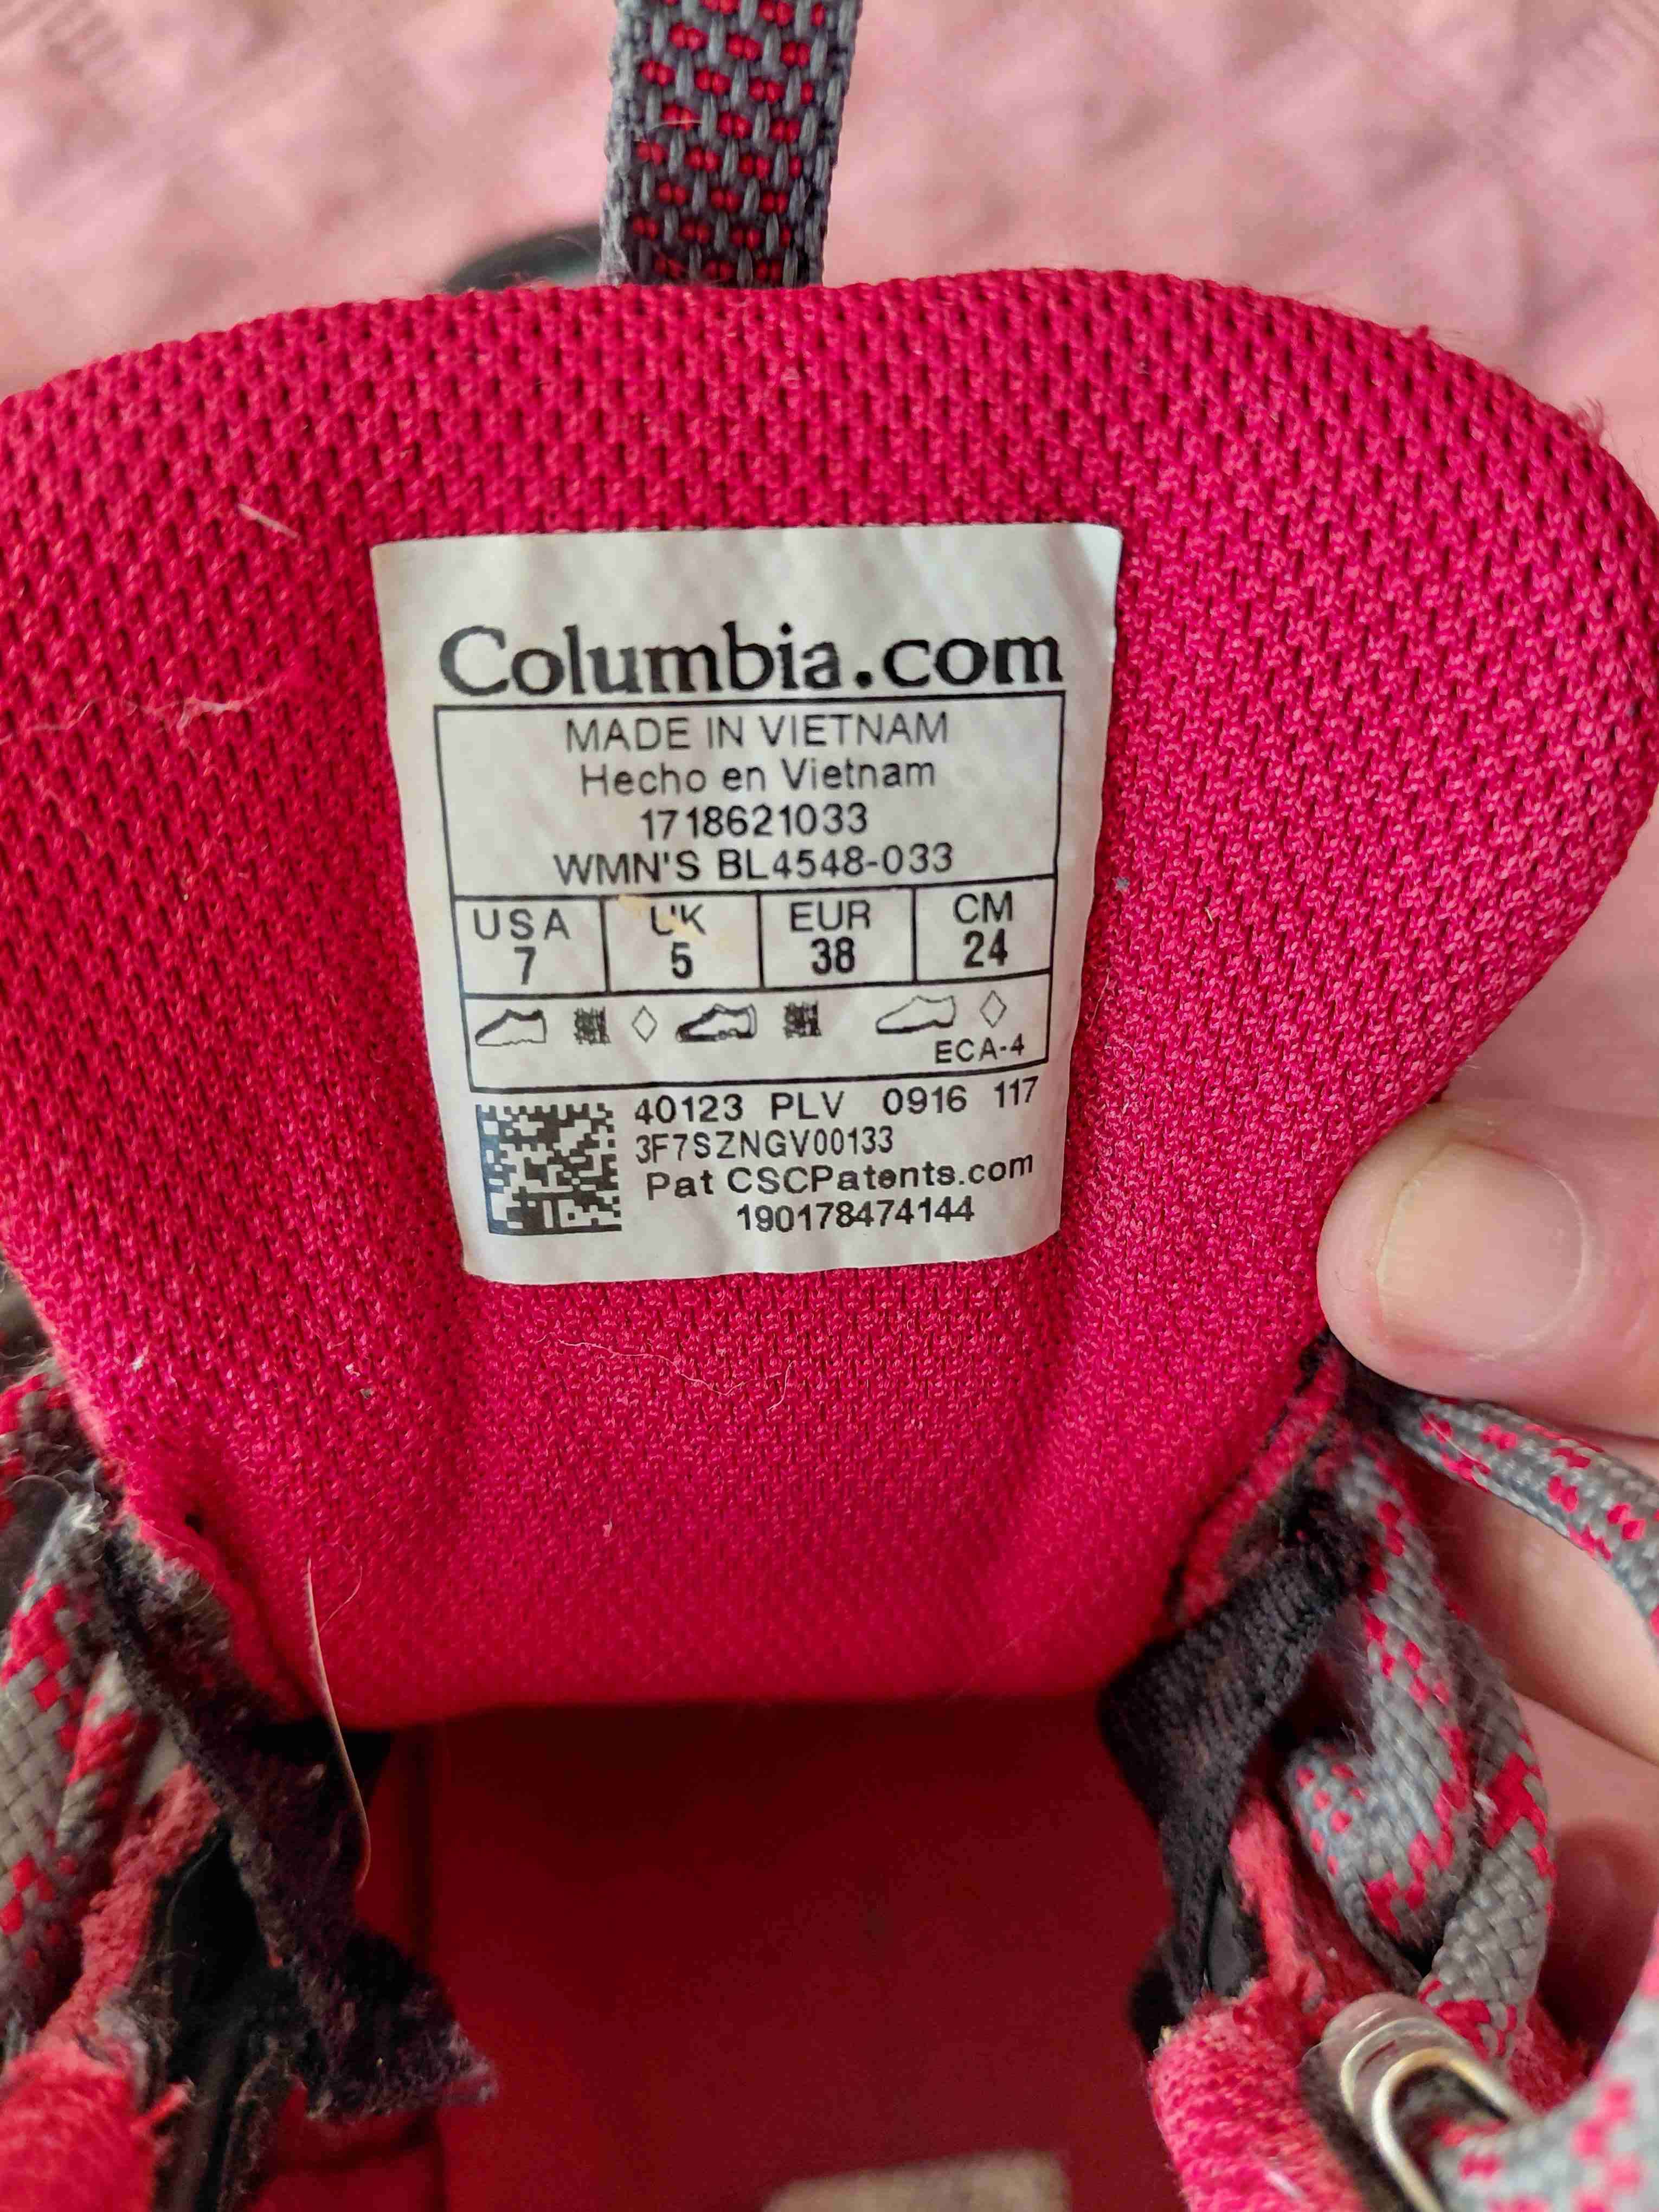 Columbia.com
MADE IN VIETNAM
Hecho en Vietnam
1718621033
WMN'S BL4548-033
USA UK EUR CM
7 5 38 24
ECA-4
40123 PLV 0916 117
3F7SZNGV00133
Pat CSCPatents.com
190178474144